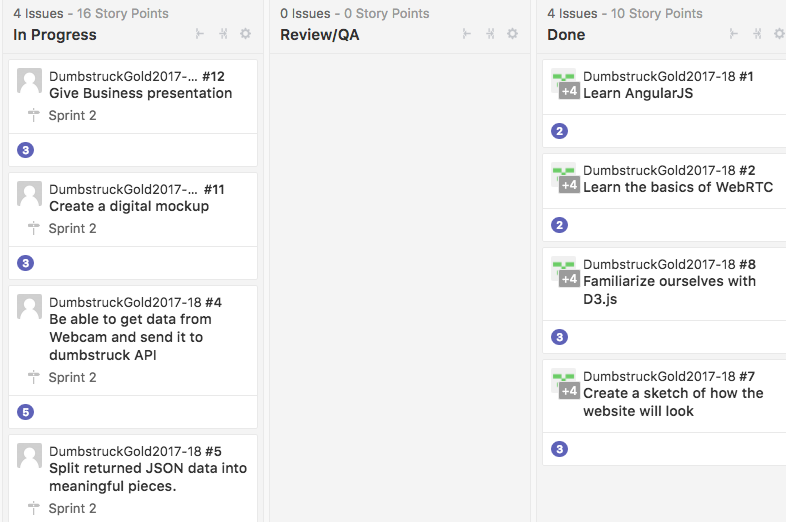 4 Issues - 16 Story Points
In Progress
DumbstruckGold2017-... #12
Give Business presentation
Sprint 2
3
DumbstruckGold2017-... #11
Create a digital mockup
Sprint 2
3
DumbstruckGold2017-18 #4
Be able to get data from
Webcam and send it to
dumbstruck API
Sprint 2
5
DumbstruckGold2017-18 #5
Split returned JSON data into
meaningful pieces.
Sprint 2
0 Issues - 0 Story Points
Review/QA
4 Issues - 10 Story Points
Done
DumbstruckGold2017-18 #1
+4
Learn AngularJS
2
DumbstruckGold2017-18 #2
+4
Learn the basics of WebRTC
2
DumbstruckGold2017-18 #8
+4
Familiarize ourselves with
D3.js
3
DumbstruckGold2017-18 #7
+4
Create a sketch of how the
website will look
3